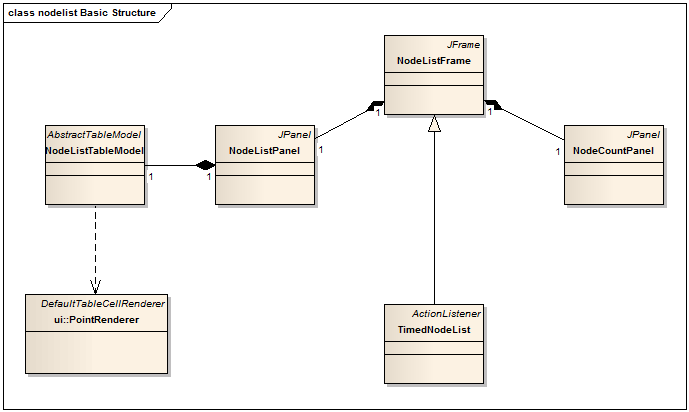 class nodelist Basic Structure
JFrame
NodeListFrame
1
1
AbstractTableModel
NodeListTableModel
1
JPanel
NodeListPanel
1
1
JPanel
NodeCountPanel
1
DefaultTableCellRenderer
ui::PointRenderer
ActionListener
TimedNodeList